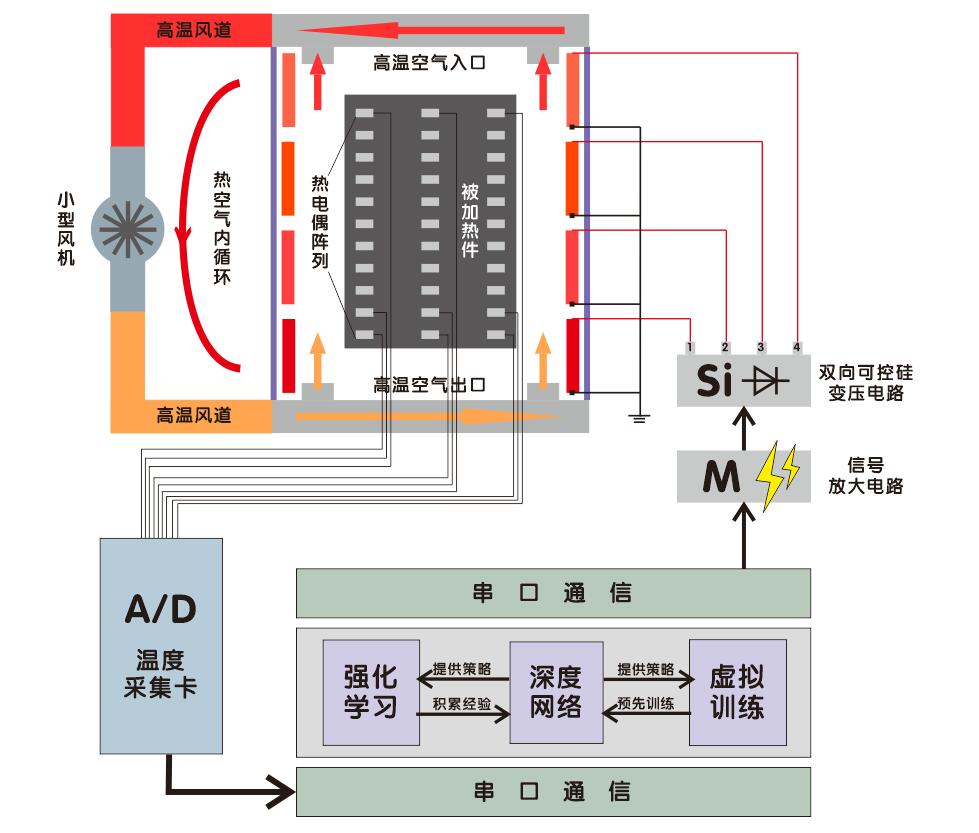 高温风道
高温空气入口
小型风机
热空气内循环
热电偶阵列
被加热件
高温空气出口
高温风道
1 2 3 4
Si
双向可控硅
变压电路
M
信号
放大电路
A/D
温度
采集卡
串口通信
强化
学习
提供策略
积累经验
深度
网络
提供策略
预先训练
虚拟
训练
串口通信